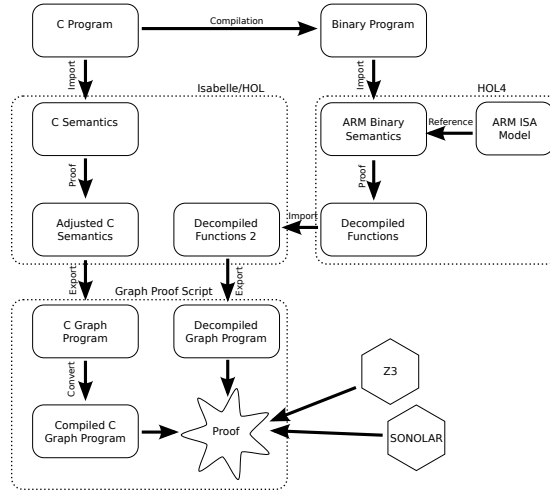 C Program
Compilation
Binary Program
Import
Import
Isabelle/HOL
HOL4
C Semantics
ARM Binary
Semantics
Reference
ARM ISA
Model
Proof
Proof
Adjusted C
Semantics
Decompiled
Functions 2
Import
Decompiled
Functions
Export
Export
Graph Proof Script
C Graph
Program
Decompiled
Graph Program
Convert
Z3
Compiled C
Graph Program
Proof
SONOLAR